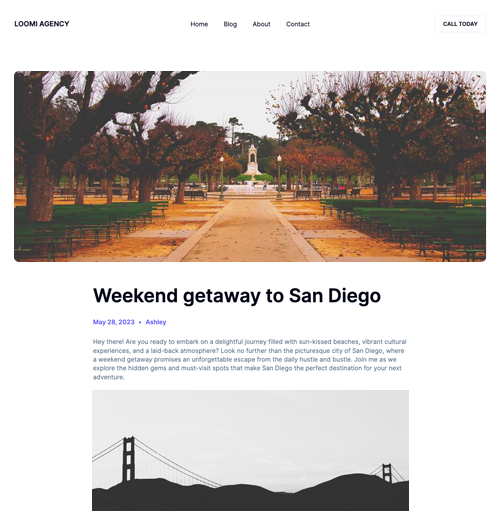 LOOMI AGENCY
Home
Blog
About
Contact
CALL TODAY
Weekend getaway to San Diego
May 28, 2023 • Ashley
Hey there! Are you ready to embark on a delightful journey filled with sun-kissed beaches, vibrant cultural
experiences, and a laid-back atmosphere? Look no further than the picturesque city of San Diego, where
a weekend getaway promises an unforgettable escape from the daily hustle and bustle. Join me as we
explore the hidden gems and must-visit spots that make San Diego the perfect destination for your next
adventure.